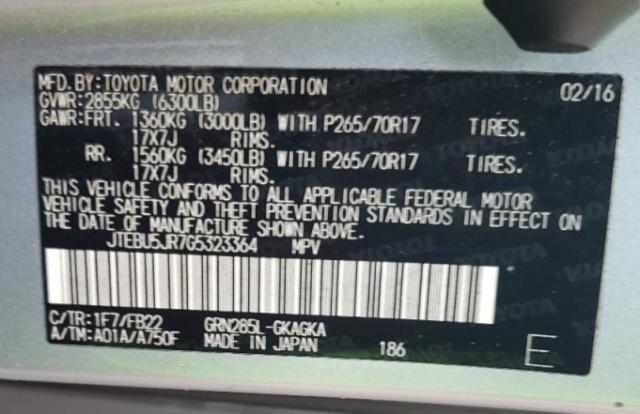 MFD.BY:TOYOTA MOTOR CORPORATION 02/16
GVWR:2855KG (6300LB)
GAWR:FRT. 1360KG (3000LB) WITH P265/70R17 TIRES.
17X7J RIMS.
RR. 1560KG (3450LB) WITH P265/70R17 TIRES.
17X7J RIMS.
THIS VEHICLE CONFORMS TO ALL APPLICABLE FEDERAL MOTOR
VEHICLE SAFETY AND THEFT PREVENTION STANDARDS IN EFFECT ON
THE DATE OF MANUFACTURE SHOWN ABOVE.
JTEBU5JR7G5323364 MPV
C/TR:1F7/FB22 GRN285L-GKAGKA
A/TM:A01A/A750F MADE IN JAPAN 186 E